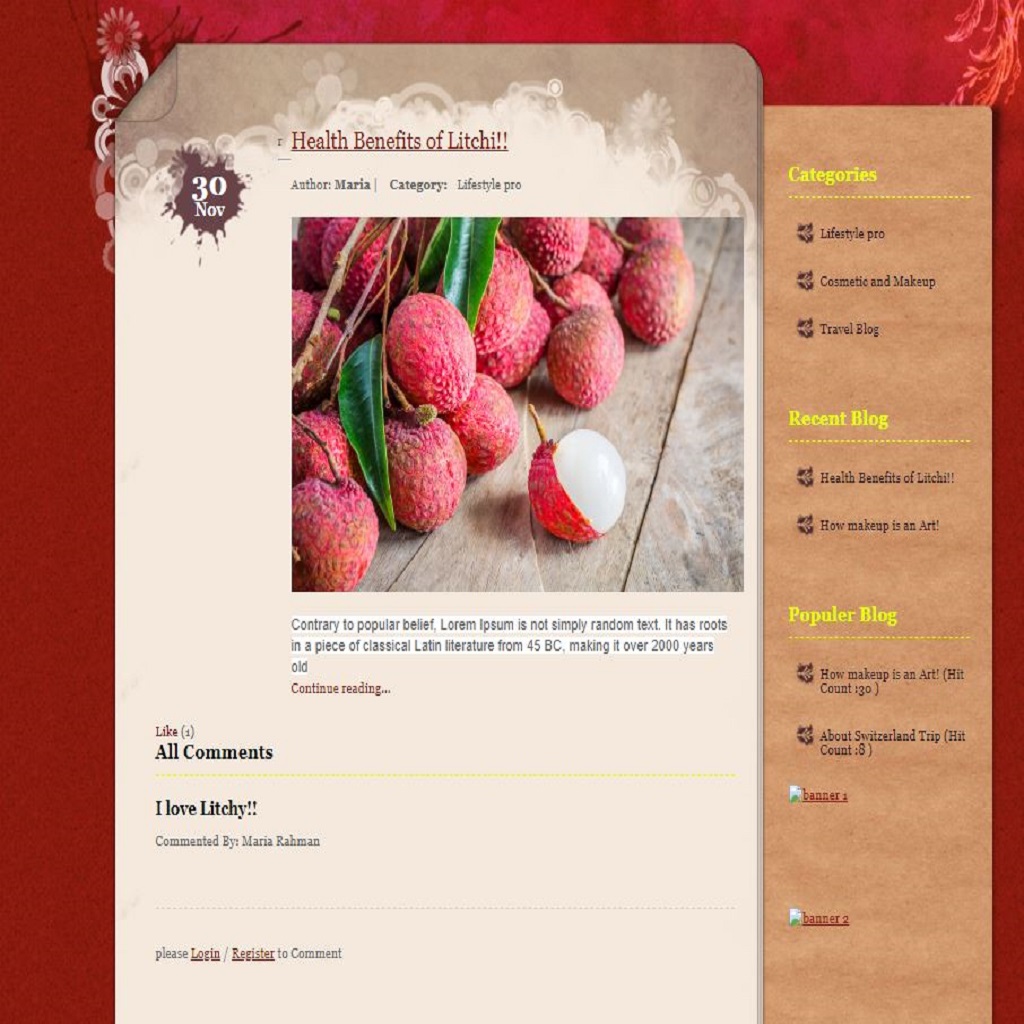 Health Benefits of Litchi!!
30
Nov
Author: Maria | Category: Lifestyle pro
Contrary to popular belief, Lorem Ipsum is not simply random text. It has roots
in a piece of classical Latin literature from 45 BC, making it over 2000 years
old
Continue reading...
Like (1)
All Comments
I love Litchy!!
Commented By: Maria Rahman
please Login / Register to Comment
Categories
Lifestyle pro
Cosmetic and Makeup
Travel Blog
Recent Blog
Health Benefits of Litchi!!
How makeup is an Art!
Populer Blog
How makeup is an Art! (Hit
Count :30 )
About Switzerland Trip (Hit
Count :8 )
banner 1
banner 2